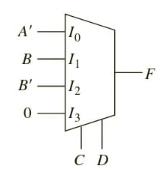 A' I₀
B I₁
B' I₂
0 I₃
F
C D